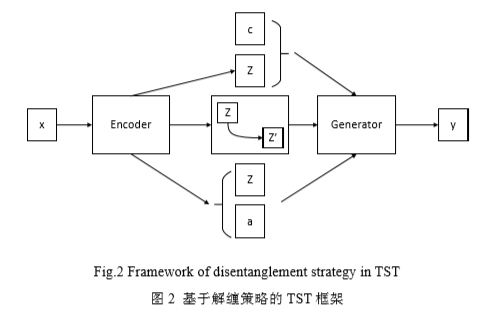 c
Z
x
Encoder
Z
Z'
Generator
y
Z
a
Fig.2 Framework of disentanglement strategy in TST
图 2 基于解缠策略的 TST 框架